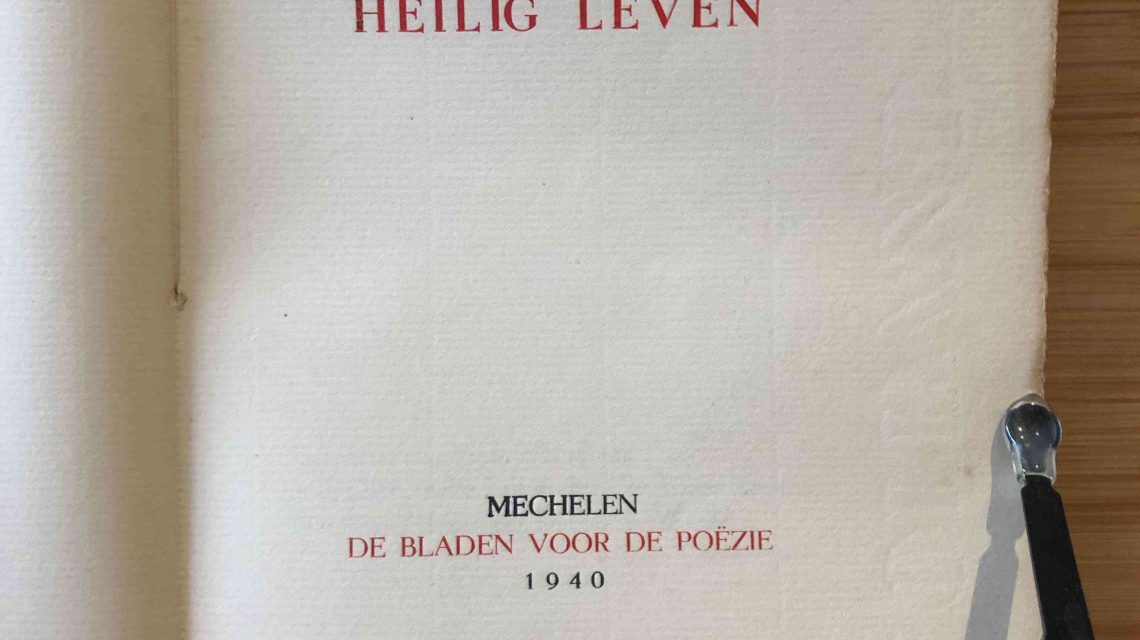 HEILIG LEVEN
MECHELEN
DE BLADEN VOOR DE POËZIE
1940